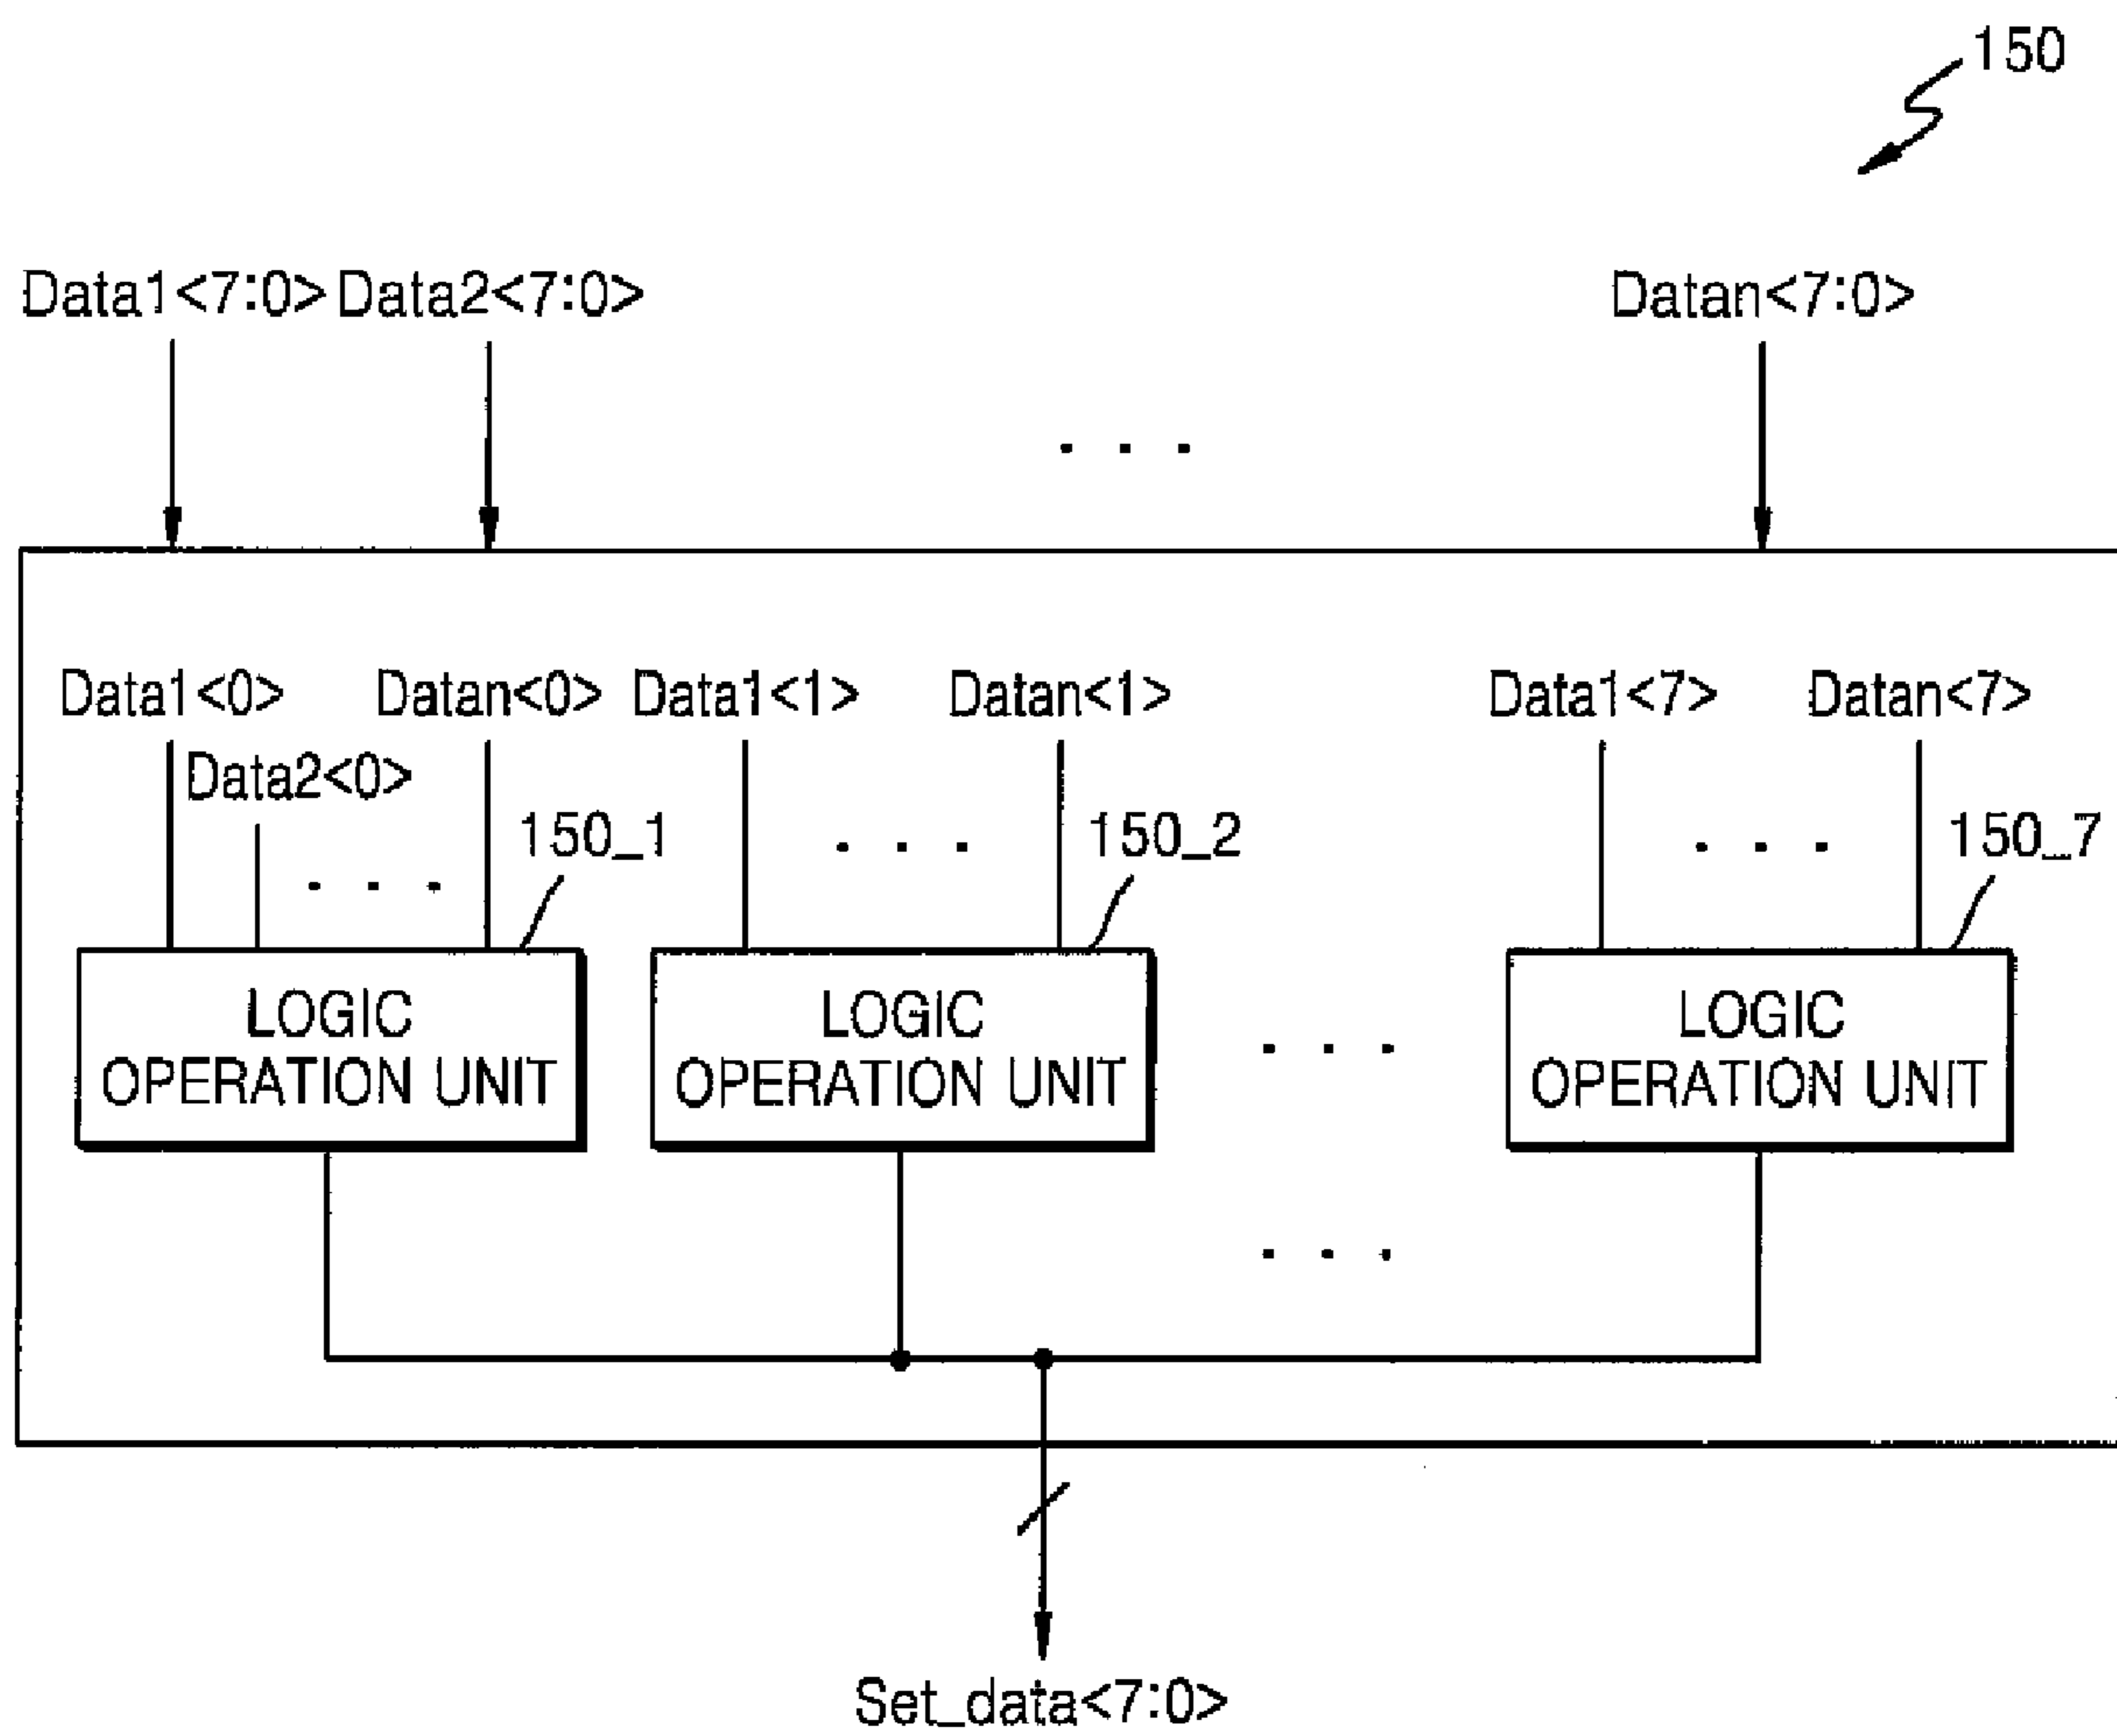 150
Data1<7:0> Data2<7:0> Datan<7:0>
. . .
Data1<0> Datan<0> Data1<1> Datan<1> Data1<7> Datan<7>
Data2<0>
150_1 . . . 150_2 . . . 150_7
. . .
LOGIC OPERATION UNIT
LOGIC OPERATION UNIT
. . .
LOGIC OPERATION UNIT
. . .
Set_data<7:0>